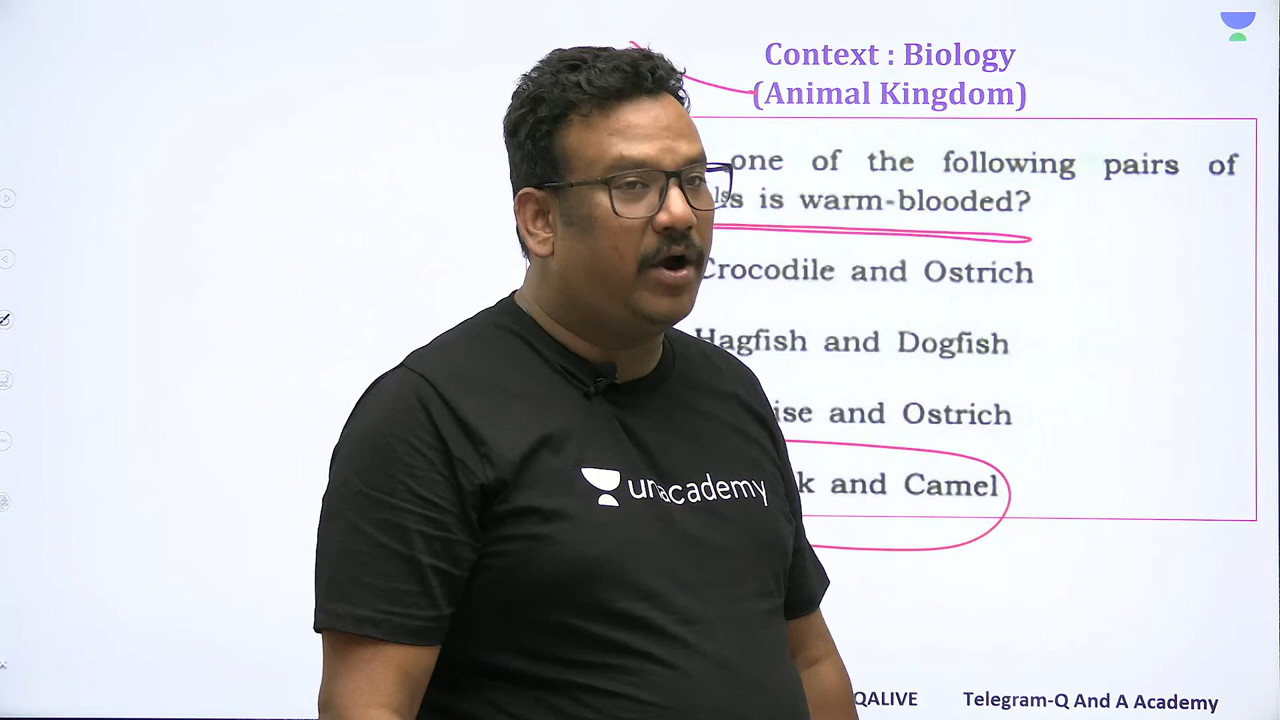 Context : Biology
(Animal Kingdom)
one of the following pairs of
is warm-blooded?
Crocodile and Ostrich
Hagfish and Dogfish
and Ostrich
and Camel
unacademy
QALIVE
Telegram-Q And A Academy